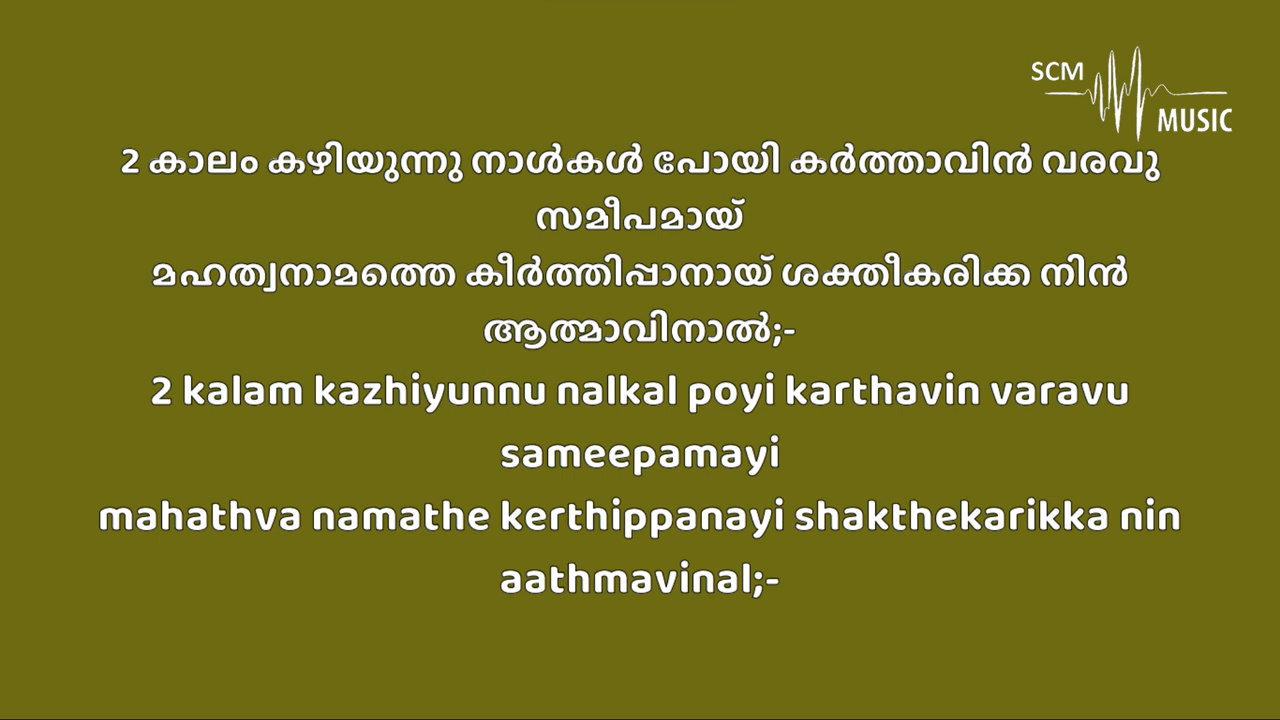 SCM
MUSIC
2 കാലം കഴിയുന്നു നാൾകൾ പോയി കർത്താവിൻ വരവു
സമീപമായ്
മഹത്വനാമത്തെ കീർത്തിപ്പാനായ് ശക്തീകരിക്ക നിൻ
ആത്മാവിനാൽ;-
2 kalam kazhiyunnu nalkal poyi karthavin varavu
sameepamayi
mahathva namathe kerthippanayi shakthekarikka nin
aathmavinal;-